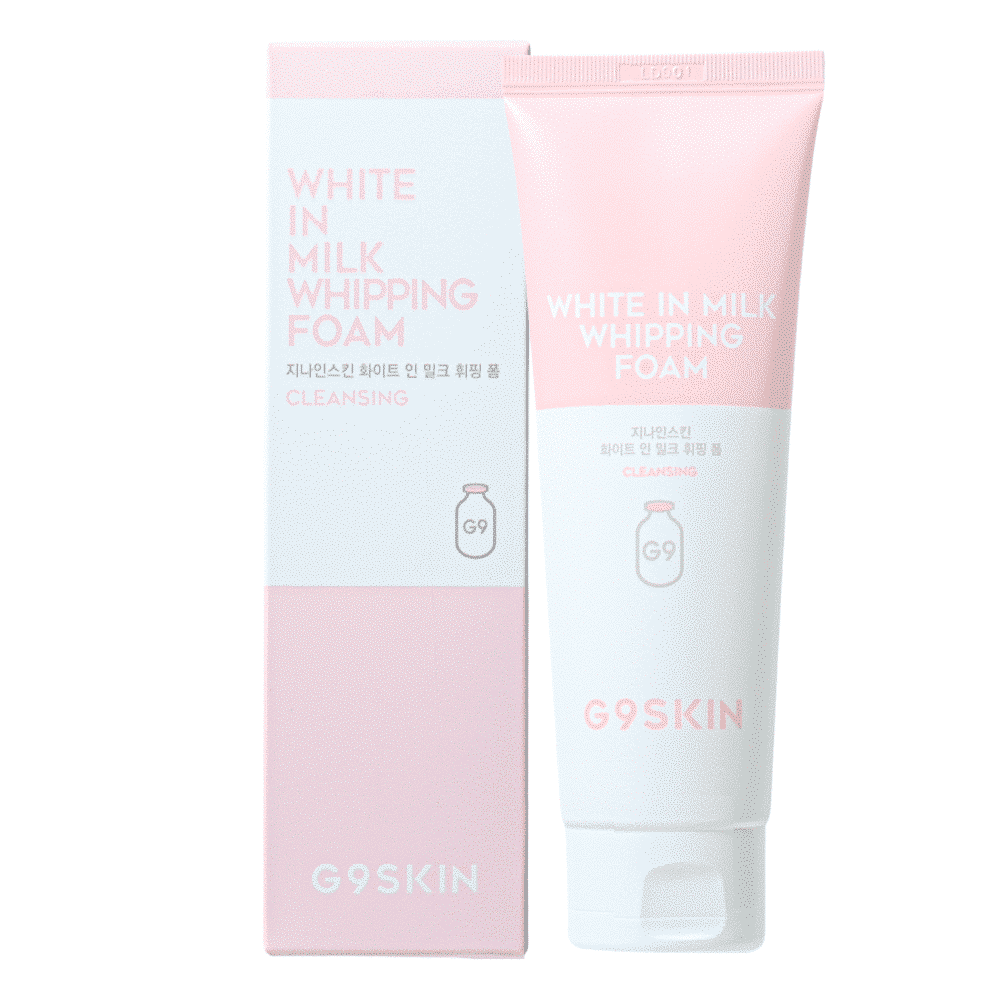 WHITE
IN
MILK
WHIPPING
FOAM
지나인스킨 화이트 인 밀크 휘핑 폼
CLEANSING
G9
G9SKIN
LD901
WHITE IN MILK
WHIPPING
FOAM
지나인스킨
화이트 인 밀크 휘핑 폼
CLEANSING
G9
G9SKIN